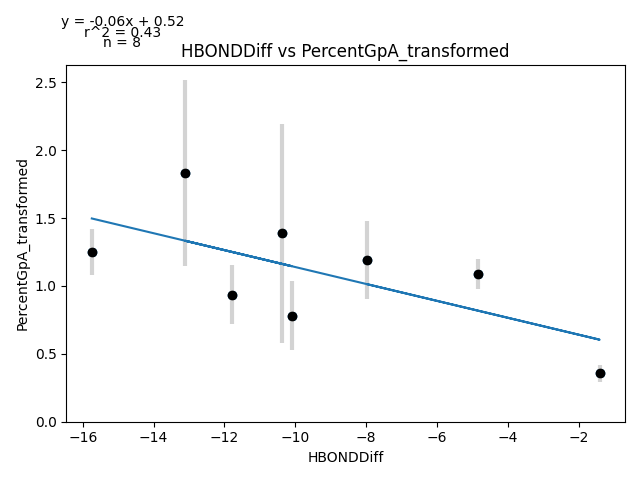 y = -0.06x + 0.52
r^2 = 0.43
n = 8
HBONDDiff vs PercentGpA_transformed
PercentGpA_transformed
2.5
2.0
1.5
1.0
0.5
0.0
−16
−14
−12
−10
−8
−6
−4
−2
HBONDDiff